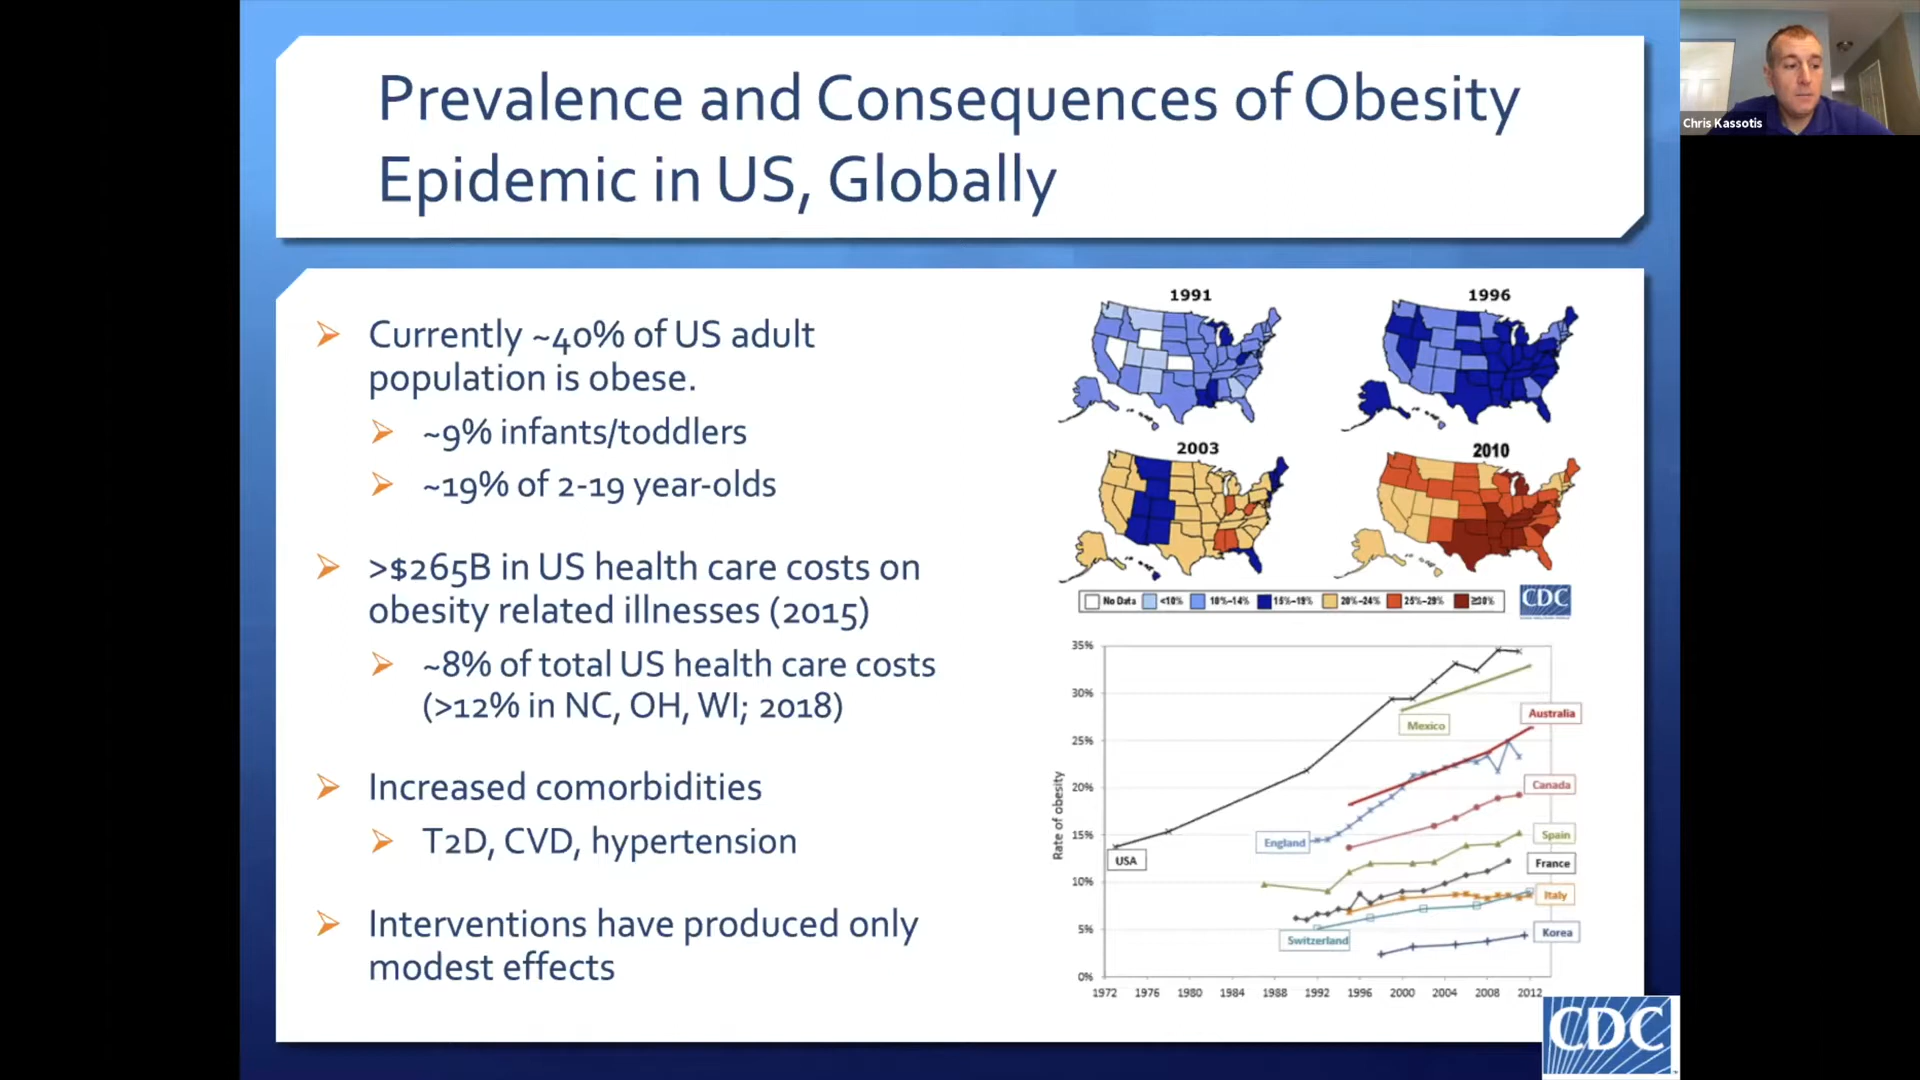 Prevalence and Consequences of Obesity
Epidemic in US, Globally
Chris Kassotis
Currently ~40% of US adult
population is obese.
~9% infants/toddlers
~19% of 2-19 year-olds
>$265B in US health care costs on
obesity related illnesses (2015)
~8% of total US health care costs
(>12% in NC, OH, WI; 2018)
Increased comorbidities
T2D, CVD, hypertension
Interventions have produced only
modest effects
1991
1996
2003
2010
No Data <10% 10%–14% 15%–19% 20%–24% 25%–29% ≥30%
CDC
Rate of obesity
35%
30%
25%
20%
15%
10%
5%
0%
1972 1976 1980 1984 1988 1992 1996 2000 2004 2008 2012
USA
Mexico
Australia
England
Canada
Spain
France
Italy
Switzerland
Korea
CDC